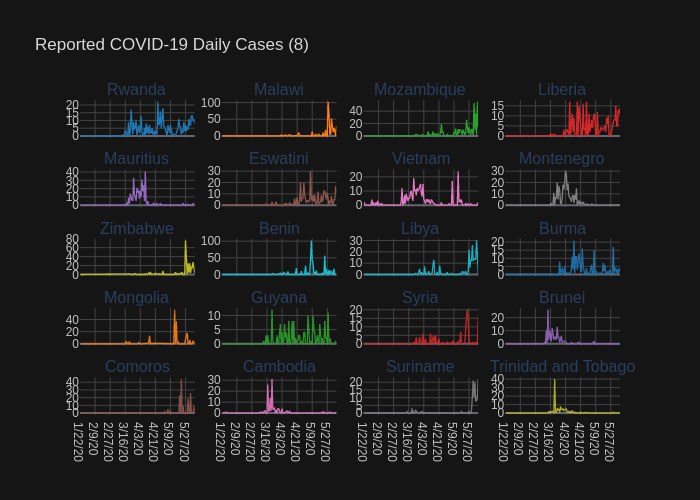 Reported COVID-19 Daily Cases (8)
Rwanda Malawi Mozambique Liberia
20 15 10 5 0 100 50 0 40 20 0 15 10 5 0
Mauritius Eswatini Vietnam Montenegro
40 30 20 10 0 30 20 10 0 20 10 0 30 20 10 0
Zimbabwe Benin Libya Burma
80 60 40 20 0 100 50 0 30 20 10 0 20 15 10 5 0
Mongolia Guyana Syria Brunei
40 20 0 10 5 0 20 15 10 5 0 20 10 0
Comoros Cambodia Suriname Trinidad and Tobago
40 30 20 10 0 30 20 10 0 20 15 10 5 0 40 30 20 10 0
1/22/20 2/9/20 2/27/20 3/16/20 4/3/20 4/21/20 5/9/20 5/27/20 1/22/20 2/9/20 2/27/20 3/16/20 4/3/20 4/21/20 5/9/20 5/27/20 1/22/20 2/9/20 2/27/20 3/16/20 4/3/20 4/21/20 5/9/20 5/27/20 1/22/20 2/9/20 2/27/20 3/16/20 4/3/20 4/21/20 5/9/20 5/27/20